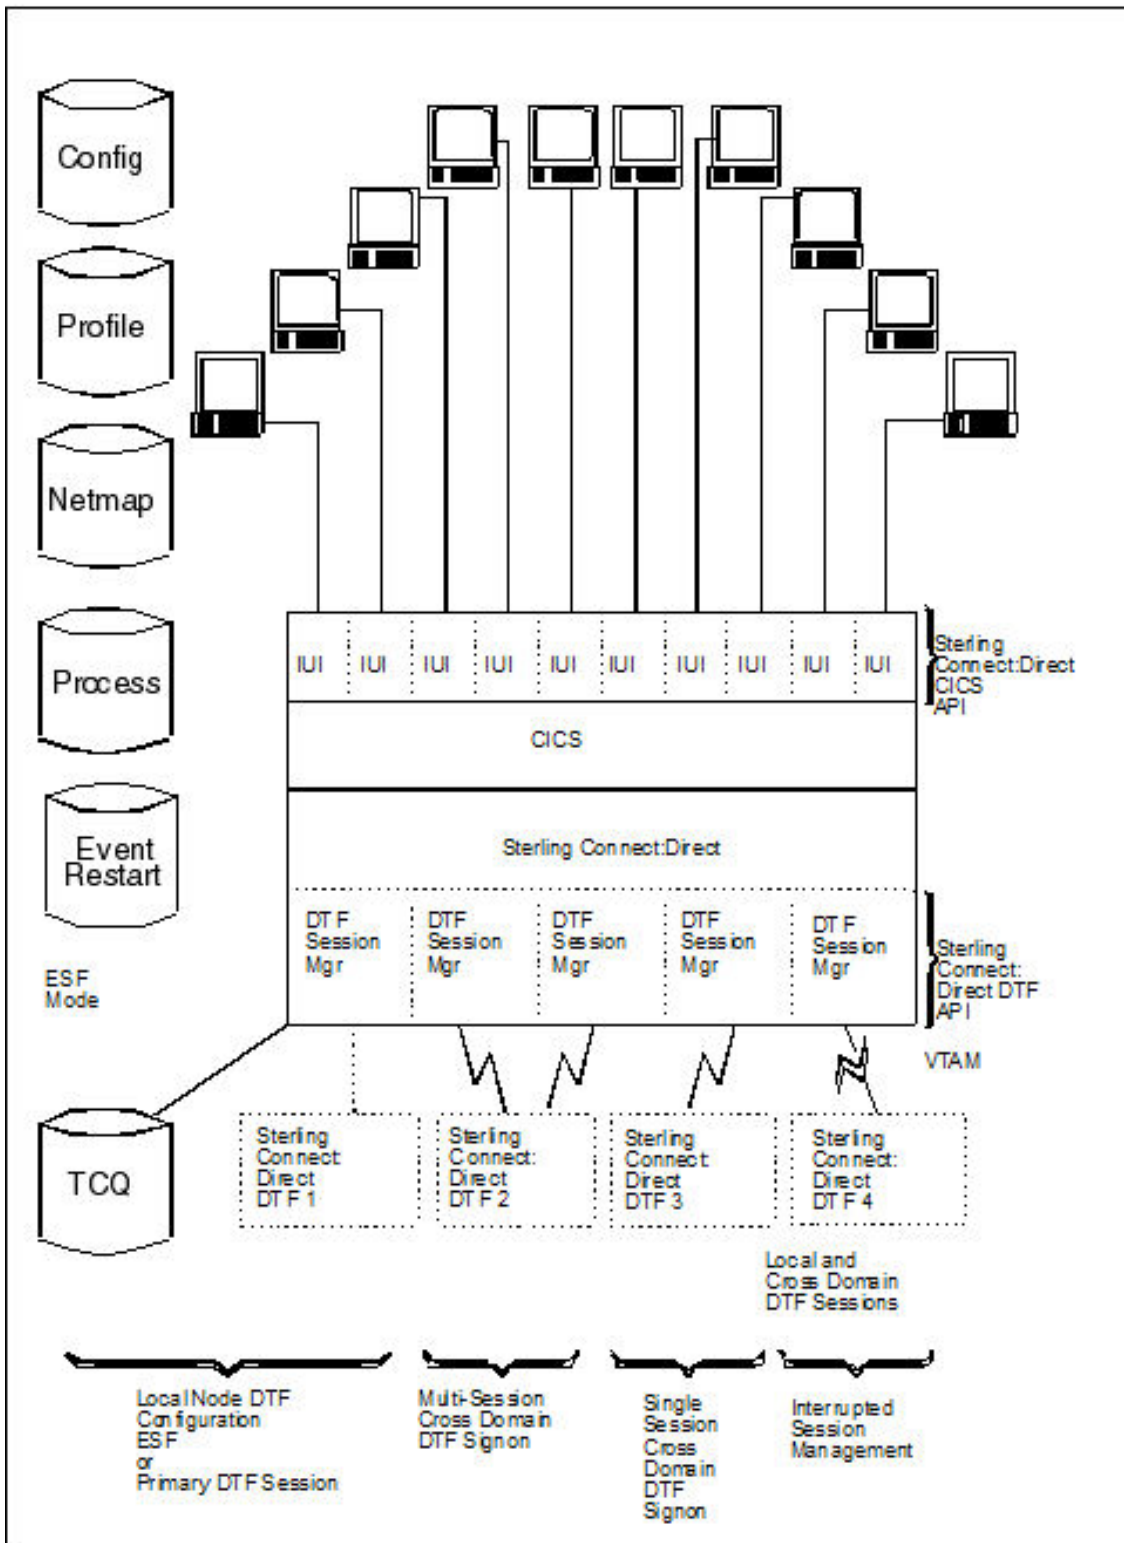 Config
Profile
Netmap
Process
Event
Restart
ESF
Mode
TCQ
IUI IUI IUI IUI IUI IUI IUI IUI IUI IUI
Sterling
Connect:Direct
CICS
API
CICS
Sterling Connect:Direct
DTF
Session
Mgr
DTF
Session
Mgr
DTF
Session
Mgr
DTF
Session
Mgr
DTF
Session
Mgr
Sterling
Connect:
Direct DTF
API
VTAM
Sterling
Connect:
Direct
DTF 1
Sterling
Connect:
Direct
DTF 2
Sterling
Connect:
Direct
DTF 3
Sterling
Connect:
Direct
DTF 4
Local and
Cross Domain
DTF Sessions
Local Node DTF
Configuration
ESF
or
Primary DTF Session
Multi-Session
Cross Domain
DTF Signon
Single
Session
Cross
Domain
DTF
Signon
Interrupted
Session
Management